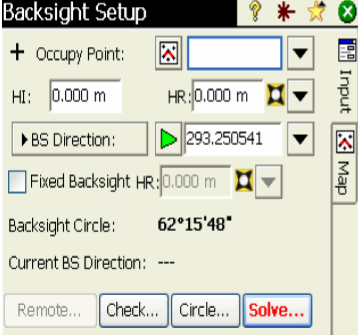 Backsight Setup
Occupy Point:
HI: 0.000 m HR: 0.000 m
BS Direction: 293.250541
Fixed Backsight HR: 0.000 m
Backsight Circle: 62°15'48"
Current BS Direction: ---
Remote... Check... Circle... Solve...
Input
Map